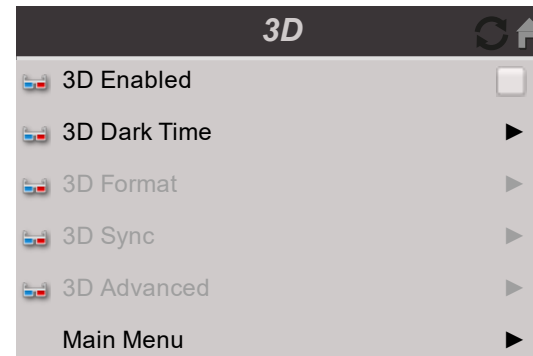 3D
3D Enabled
3D Dark Time
3D Format
3D Sync
3D Advanced
Main Menu